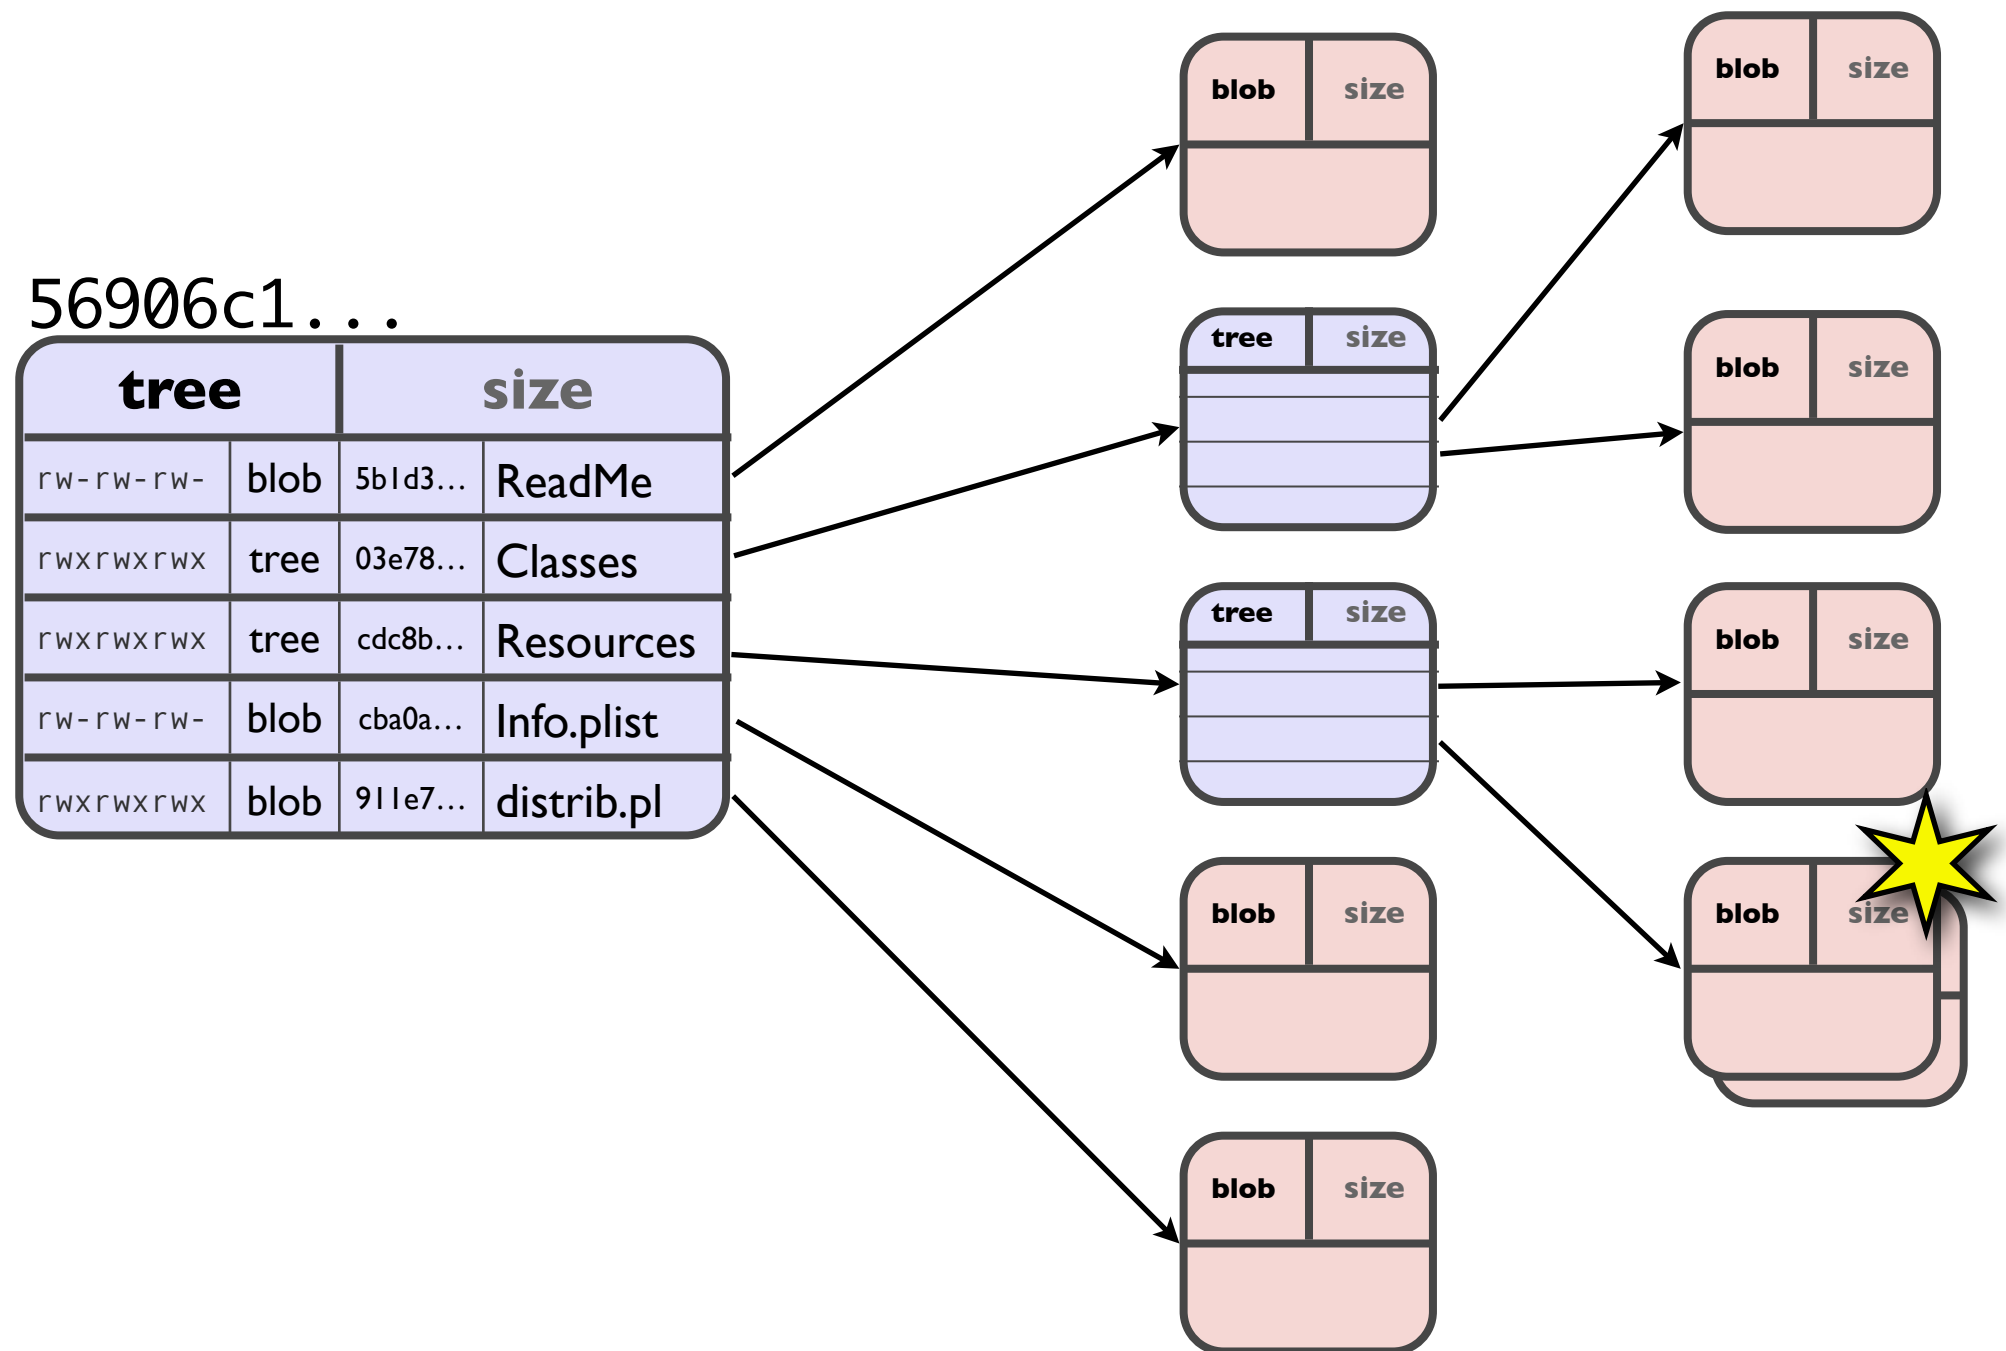 56906c1...
tree size
rw-rw-rw- blob 5b1d3... ReadMe
rwxrwxrwx tree 03e78... Classes
rwxrwxrwx tree cdc8b... Resources
rw-rw-rw- blob cba0a... Info.plist
rwxrwxrwx blob 911e7... distrib.pl
blob size
tree size
tree size
blob size
blob size
blob size
blob size
blob size
blob size